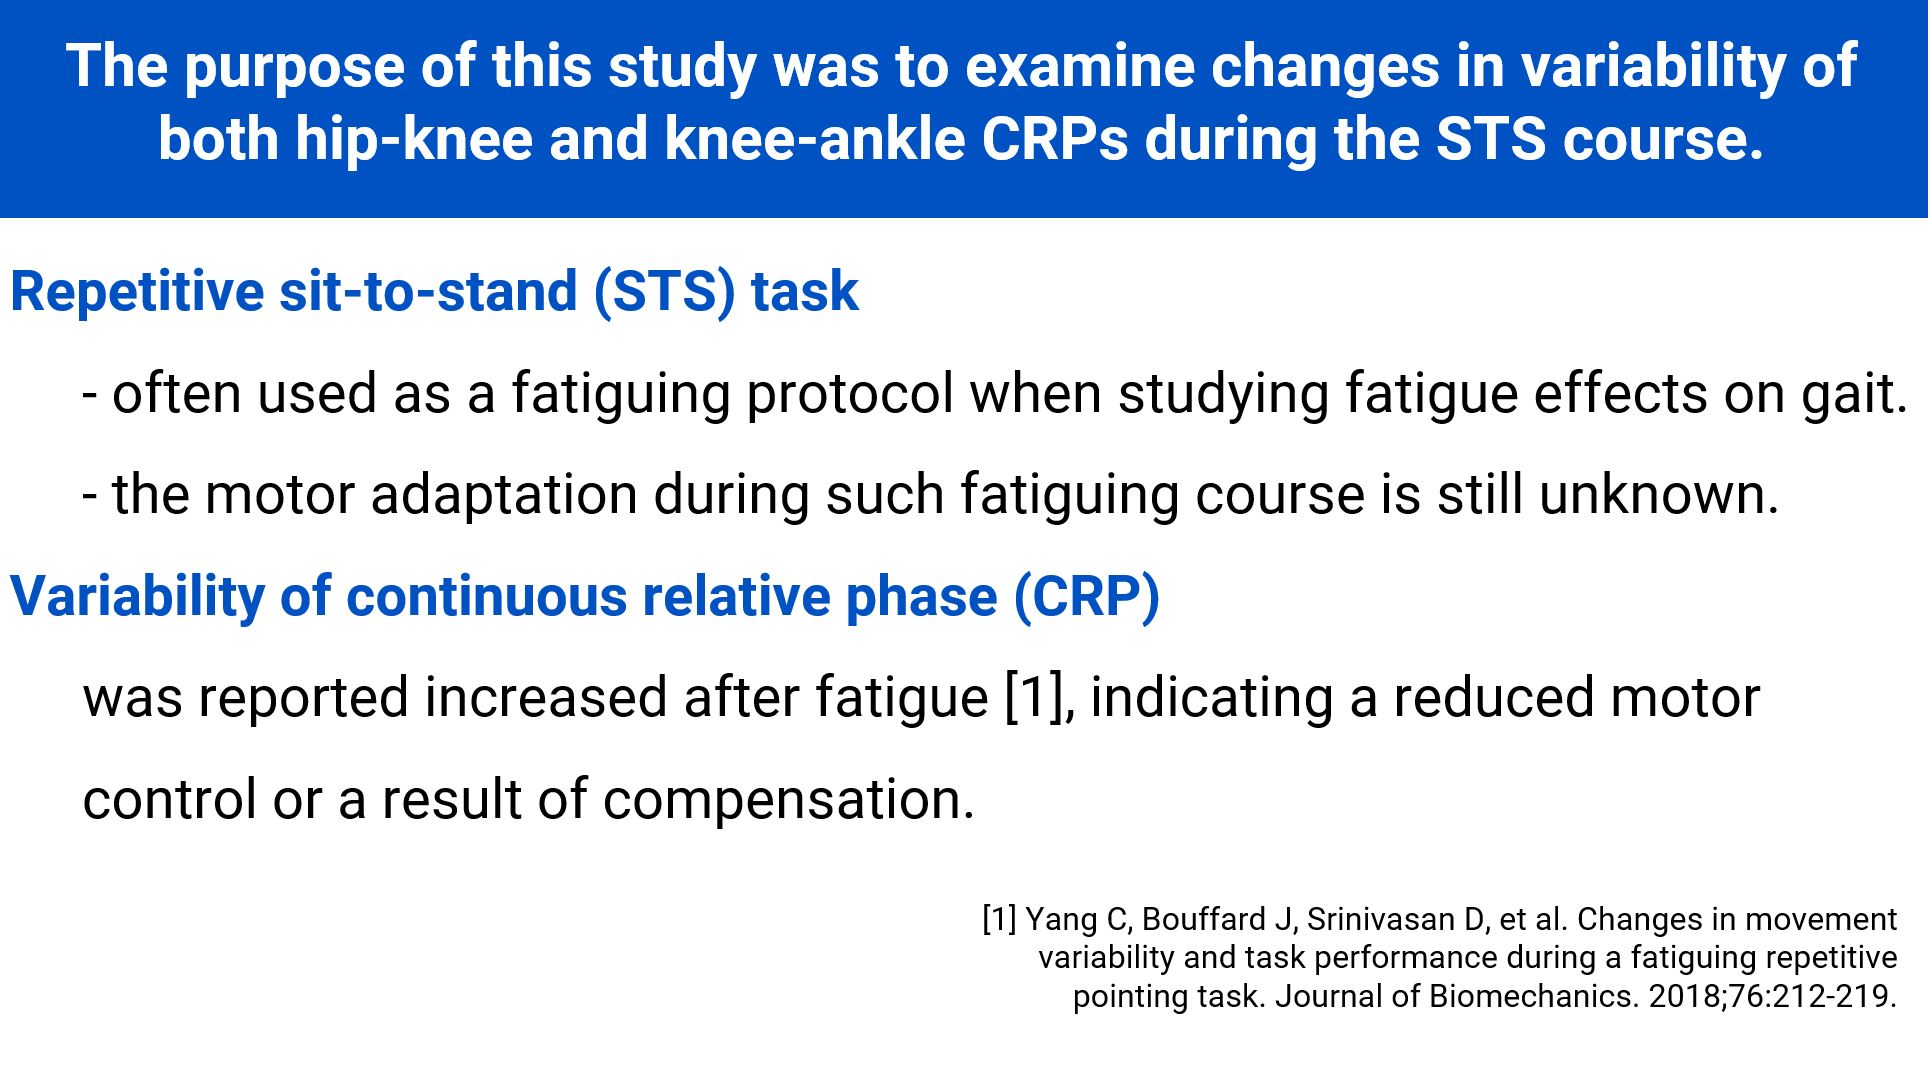 The purpose of this study was to examine changes in variability of
both hip-knee and knee-ankle CRPs during the STS course.
Repetitive sit-to-stand (STS) task
- often used as a fatiguing protocol when studying fatigue effects on gait.
- the motor adaptation during such fatiguing course is still unknown.
Variability of continuous relative phase (CRP)
was reported increased after fatigue [1], indicating a reduced motor
control or a result of compensation.
[1] Yang C, Bouffard J, Srinivasan D, et al. Changes in movement
variability and task performance during a fatiguing repetitive
pointing task. Journal of Biomechanics. 2018;76:212-219.